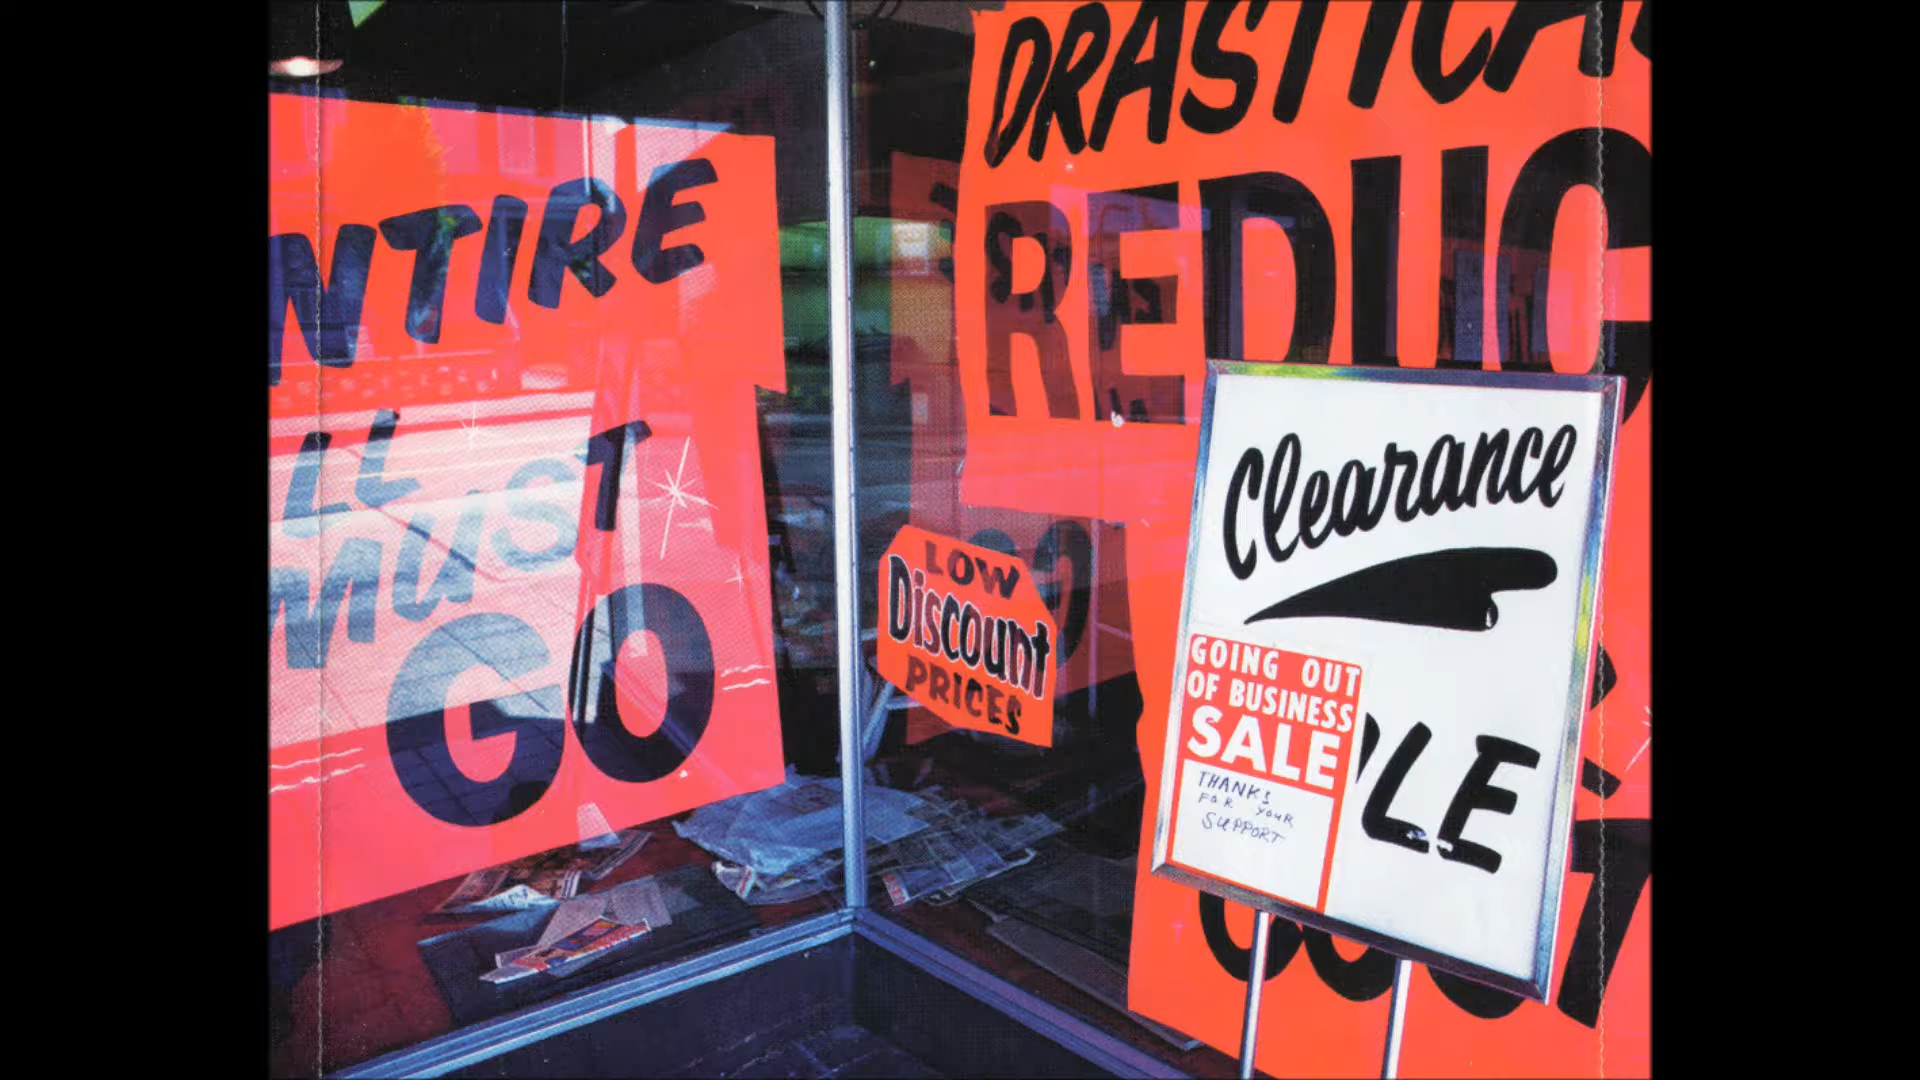 NTIRE
LL
MUST
GO
DRASTICA
REDUC
LOW
Discount
PRICES
Clearance
LE
GOING OUT
OF BUSINESS
SALE
THANKS
FOR YOUR
SUPPORT